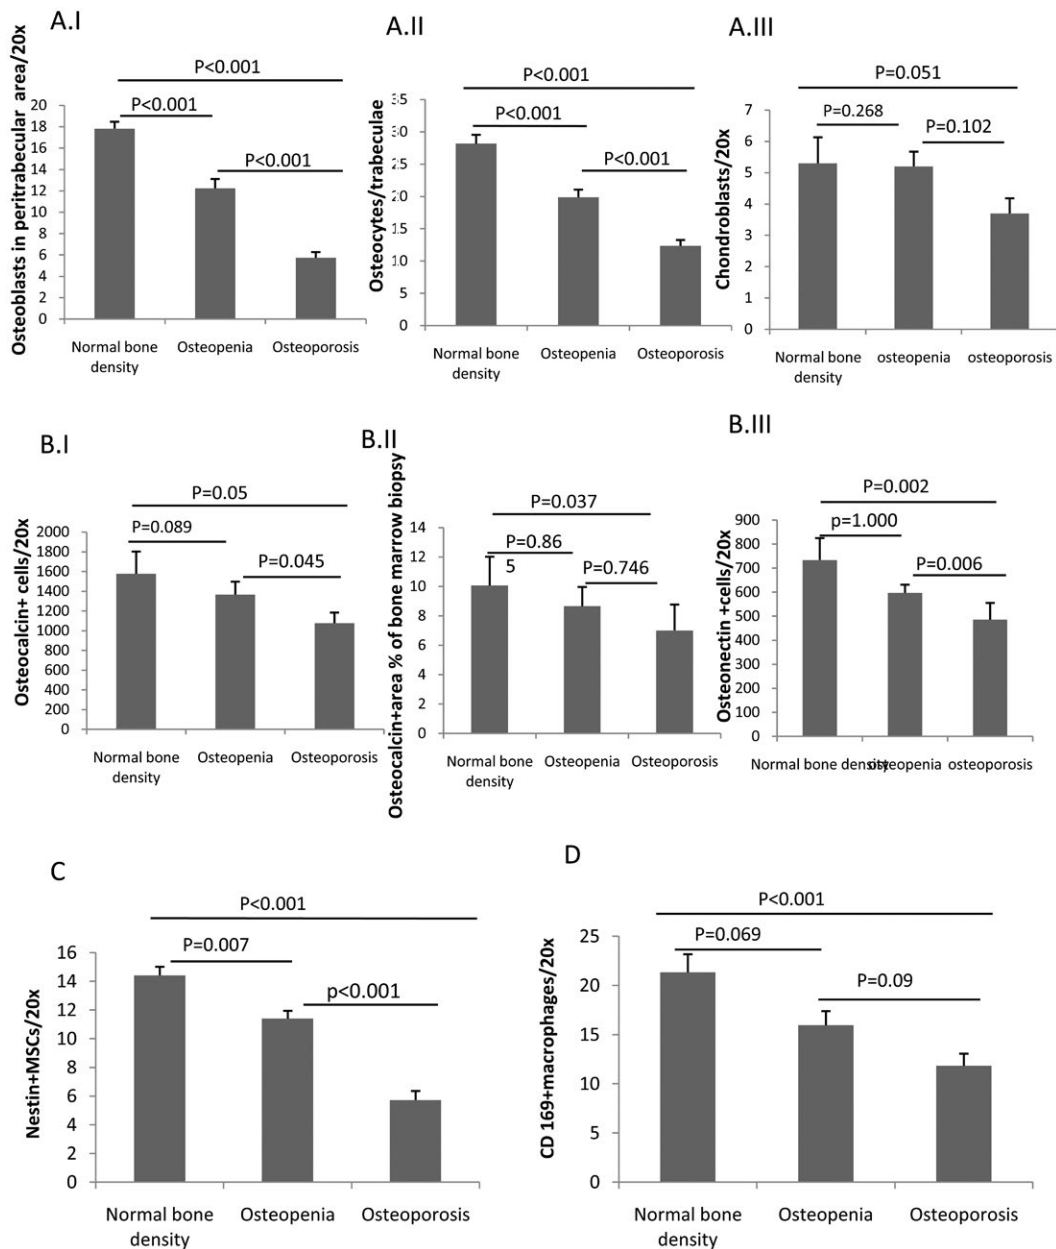 A.I
P<0.001
P<0.001
P<0.001
Osteoblasts in peritrabecular area/20x
20
18
16
14
12
10
8
6
4
2
0
Normal bone density
Osteopenia
Osteoporosis
A.II
P<0.001
P<0.001
P<0.001
Osteocytes/trabeculae
35
30
25
20
15
10
5
0
Normal bone density
Osteopenia
Osteoporosis
A.III
P=0.051
P=0.268
P=0.102
Chondroblasts/20x
7
6
5
4
3
2
1
0
Normal bone density
osteopenia
osteoporosis
B.I
P=0.05
P=0.089
P=0.045
Osteocalcin+ cells/20x
2000
1800
1600
1400
1200
1000
800
600
400
200
0
Normal bone density
Osteopenia
Osteoporosis
B.II
P=0.037
P=0.86
5
P=0.746
Osteocalcin+area % of bone marrow biopsy
14
12
10
8
6
4
2
0
Normal bone density
Osteopenia
Osteoporosis
B.III
P=0.002
p=1.000
P=0.006
Osteonectin +cells/20x
900
800
700
600
500
400
300
200
100
0
Normal bone density
osteopenia
osteoporosis
C
P<0.001
P=0.007
p<0.001
Nestin+MSCs/20x
16
14
12
10
8
6
4
2
0
Normal bone density
Osteopenia
Osteoporosis
D
P<0.001
P=0.069
P=0.09
CD 169+macrophages/20x
25
20
15
10
5
0
Normal bone density
Osteopenia
Osteoporosis